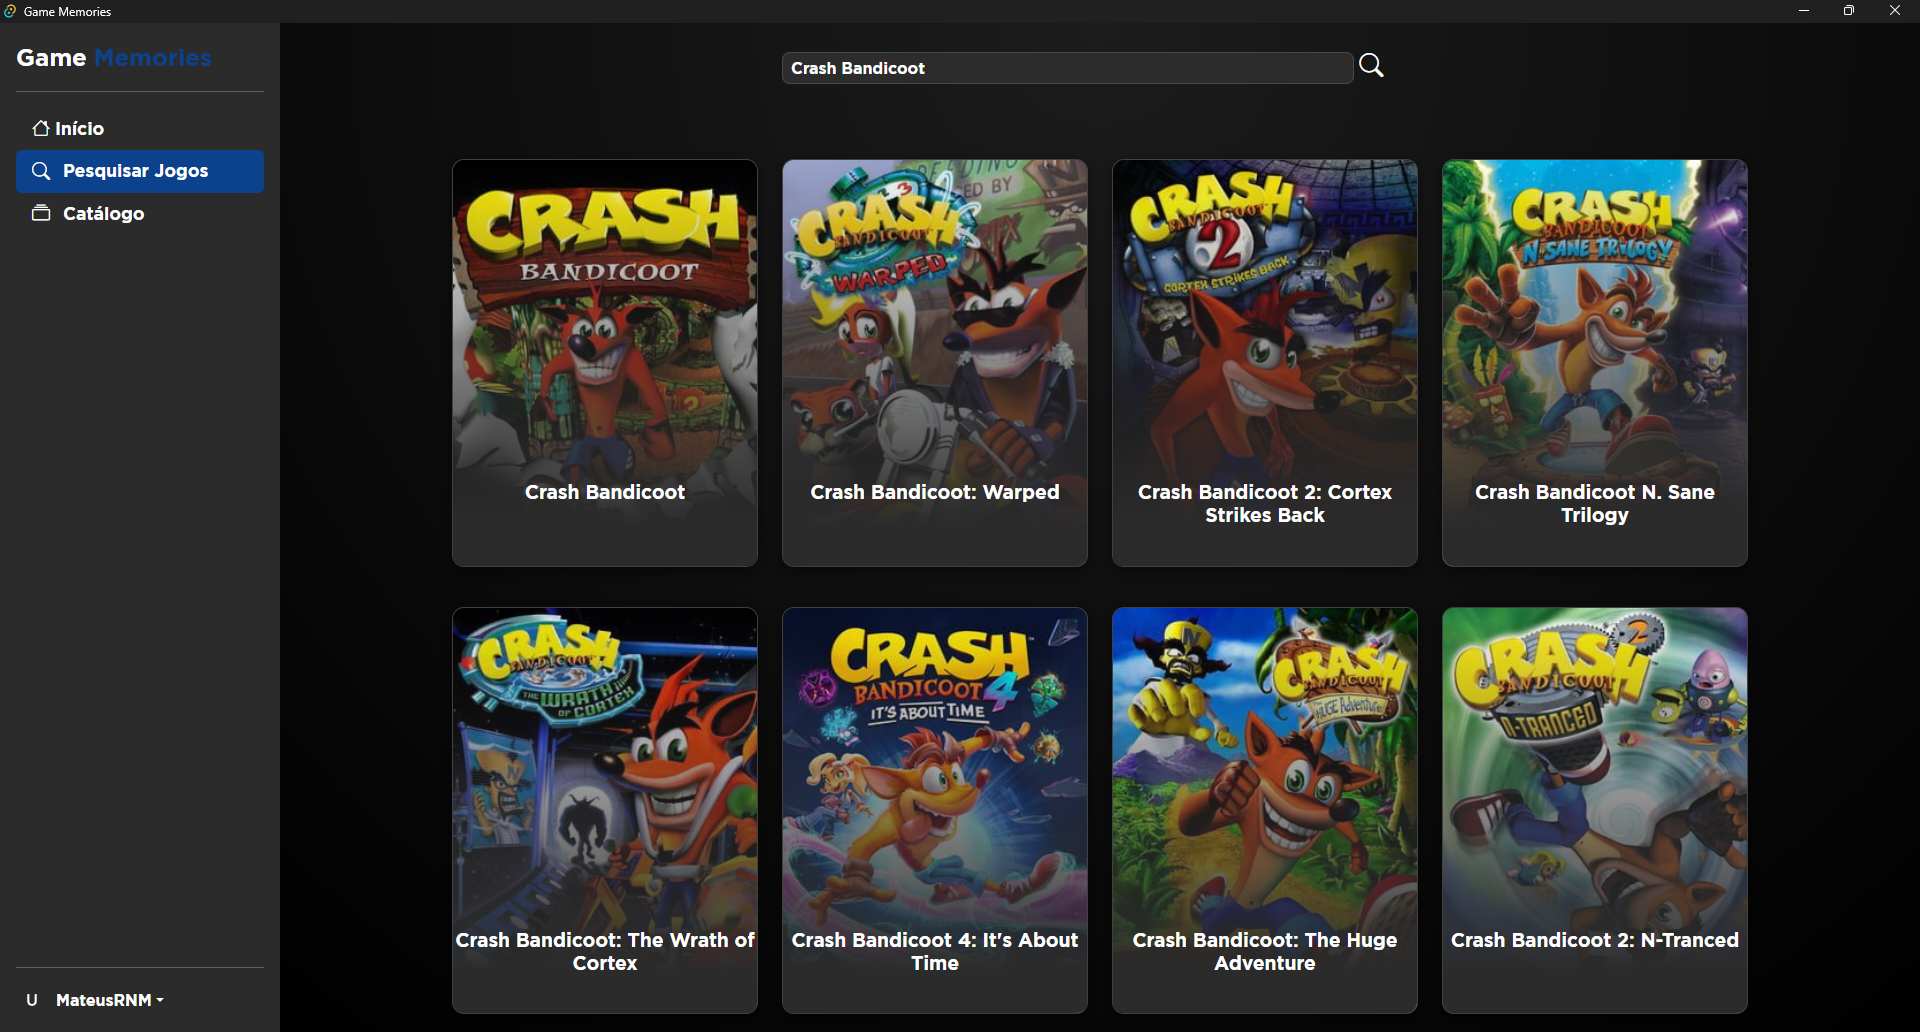 Game Memories
Game Memories
Início
Pesquisar Jogos
Catálogo
U MateusRNM
Crash Bandicoot
CRASH
BANDICOOT
Crash Bandicoot
CRASH
BANDICOOT
WARPED
Crash Bandicoot: Warped
CRASH
BANDICOOT
2
CORTEX STRIKES BACK
Crash Bandicoot 2: Cortex
Strikes Back
CRASH
BANDICOOT
N-SANE TRILOGY
Crash Bandicoot N. Sane
Trilogy
CRASH
BANDICOOT
THE WRATH
OF CORTEX
Crash Bandicoot: The Wrath of
Cortex
CRASH
BANDICOOT 4
IT'S ABOUT TIME
Crash Bandicoot 4: It's About
Time
CRASH
BANDICOOT
THE HUGE Adventure
Crash Bandicoot: The Huge
Adventure
CRASH 2
BANDICOOT
N-TRANCED
Crash Bandicoot 2: N-Tranced